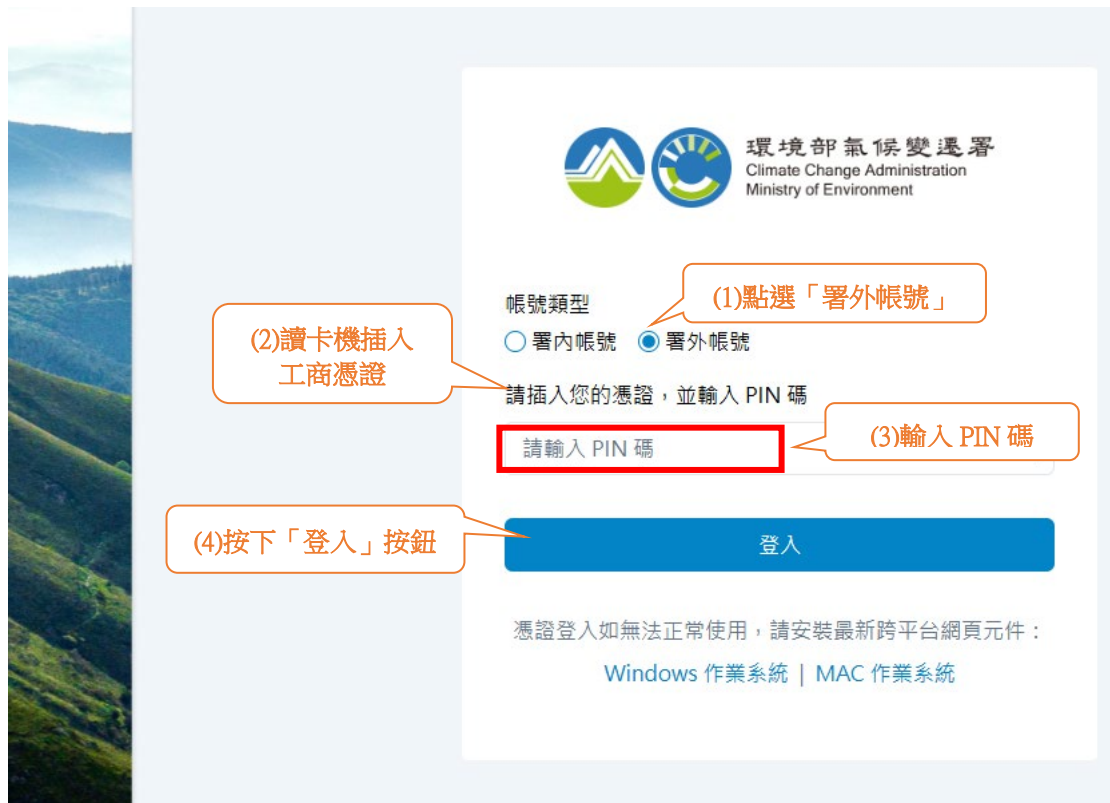 環境部氣候變遷署
Climate Change Administration
Ministry of Environment
(1)點選「署外帳號」
帳號類型
署內帳號 署外帳號
(2)讀卡機插入
工商憑證
請插入您的憑證，並輸入 PIN 碼
(3)輸入 PIN 碼
請輸入 PIN 碼
(4)按下「登入」按鈕
登入
憑證登入如無法正常使用，請安裝最新跨平台網頁元件：
Windows 作業系統 | MAC 作業系統